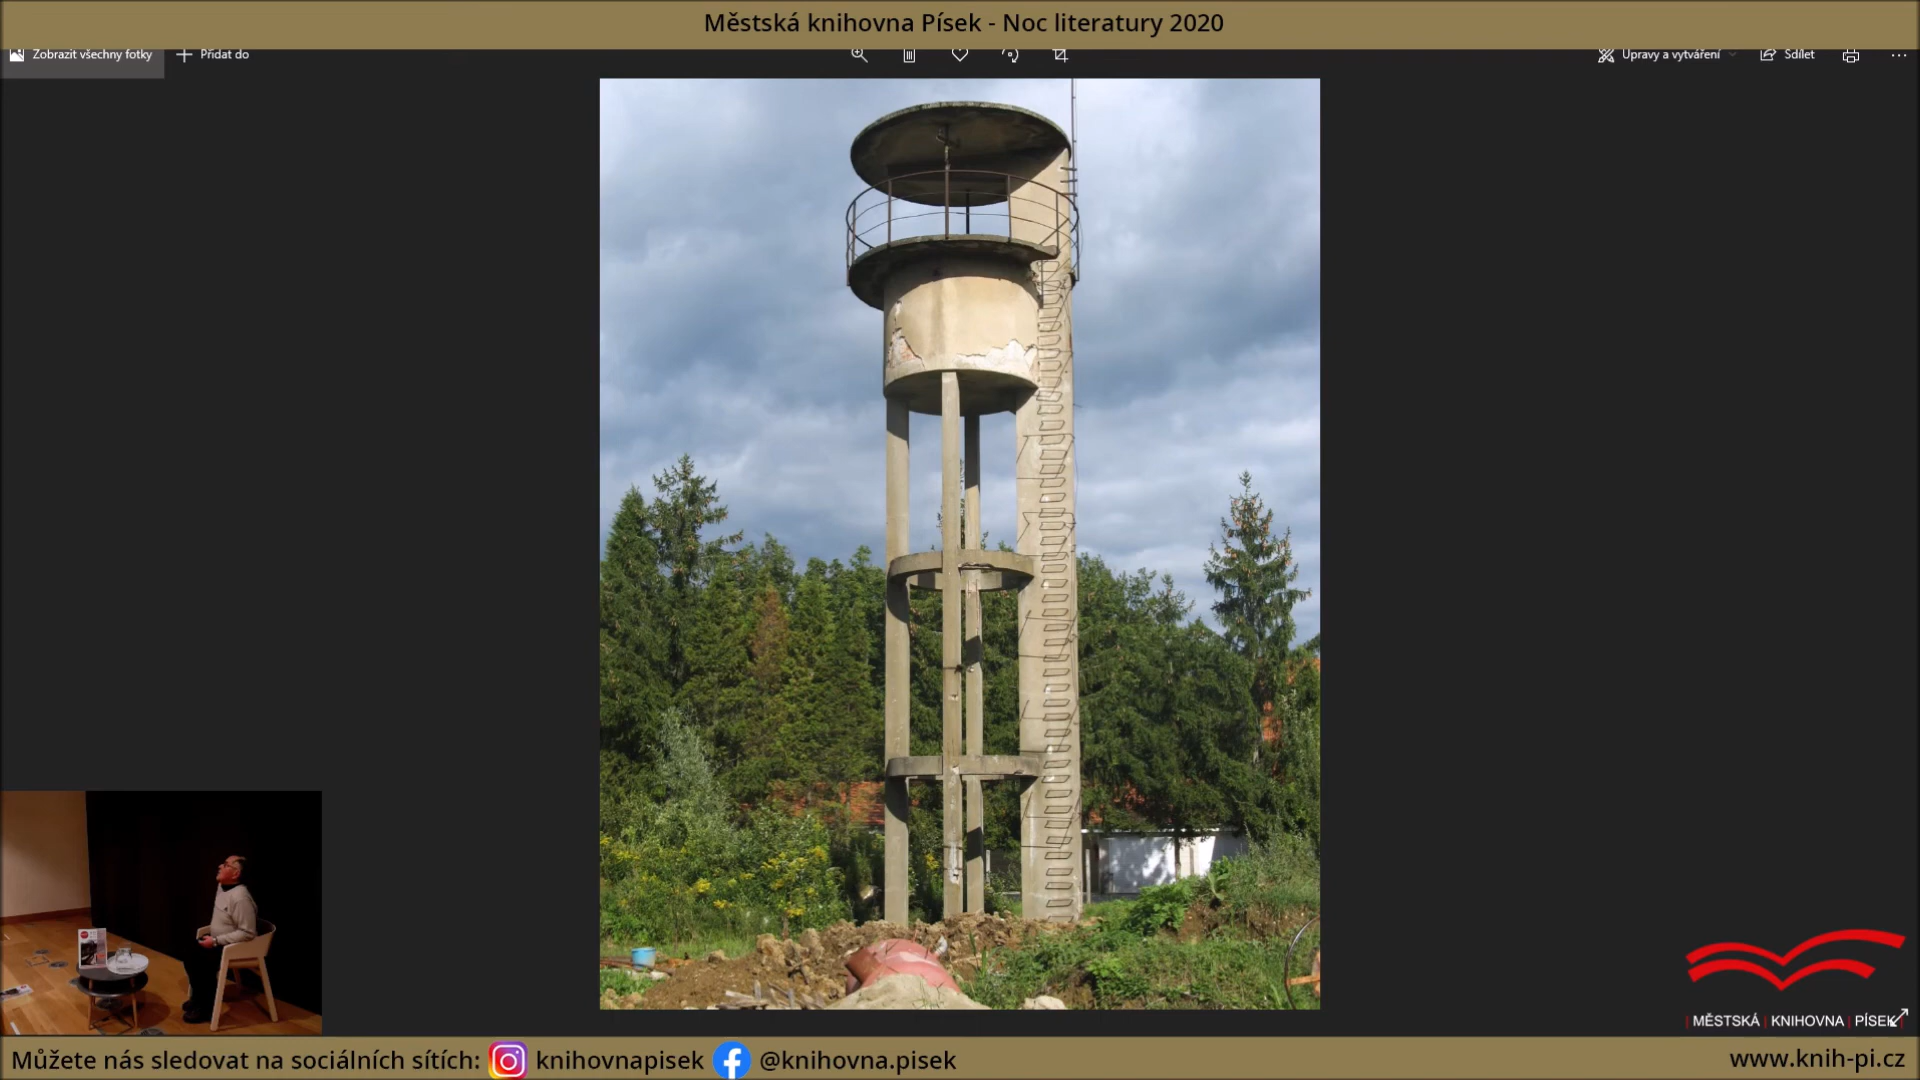 Městská knihovna Písek - Noc literatury 2020
Zobrazit všechny fotky
Přidat do
Úpravy a vytváření
Sdílet
MĚSTSKÁ | KNIHOVNA | PÍSEK
Můžete nás sledovat na sociálních sítích: knihovnapisek @knihovna.pisek
www.knih-pi.cz